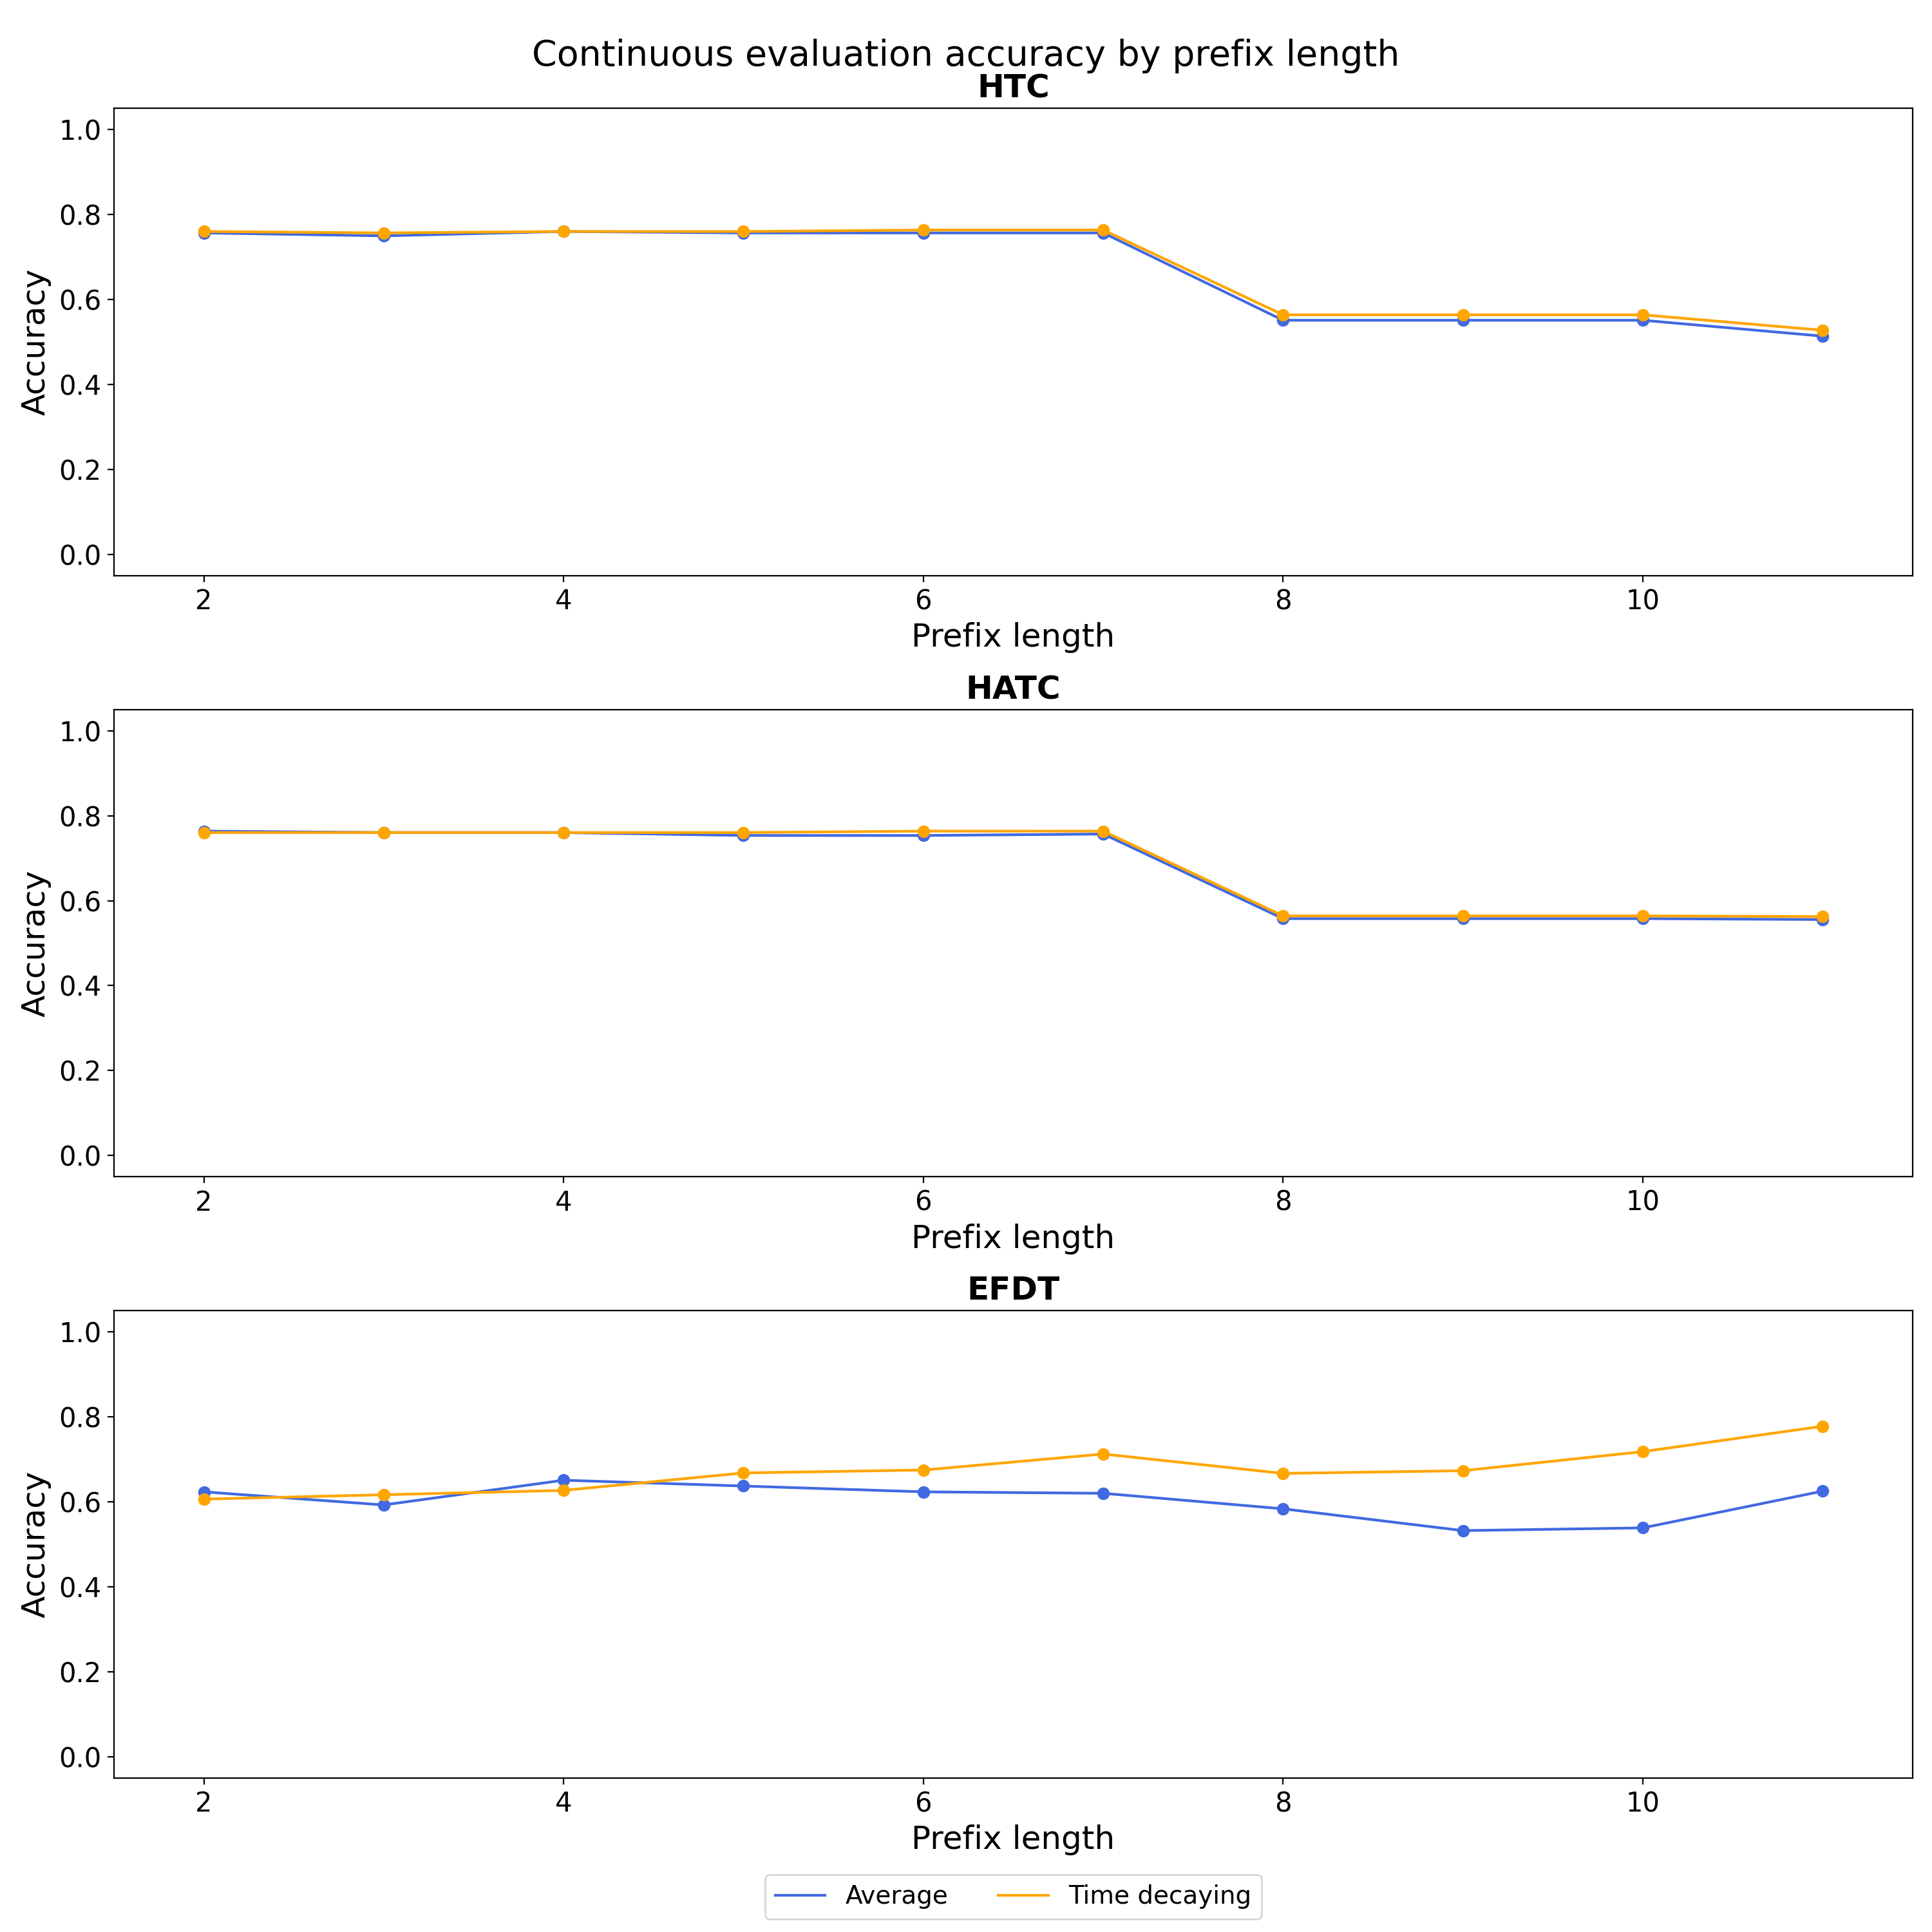 Continuous evaluation accuracy by prefix length
HTC
Accuracy
1.0
0.8
0.6
0.4
0.2
0.0
2 4 6 8 10
Prefix length
HATC
Accuracy
1.0
0.8
0.6
0.4
0.2
0.0
2 4 6 8 10
Prefix length
EFDT
Accuracy
1.0
0.8
0.6
0.4
0.2
0.0
2 4 6 8 10
Prefix length
Average Time decaying